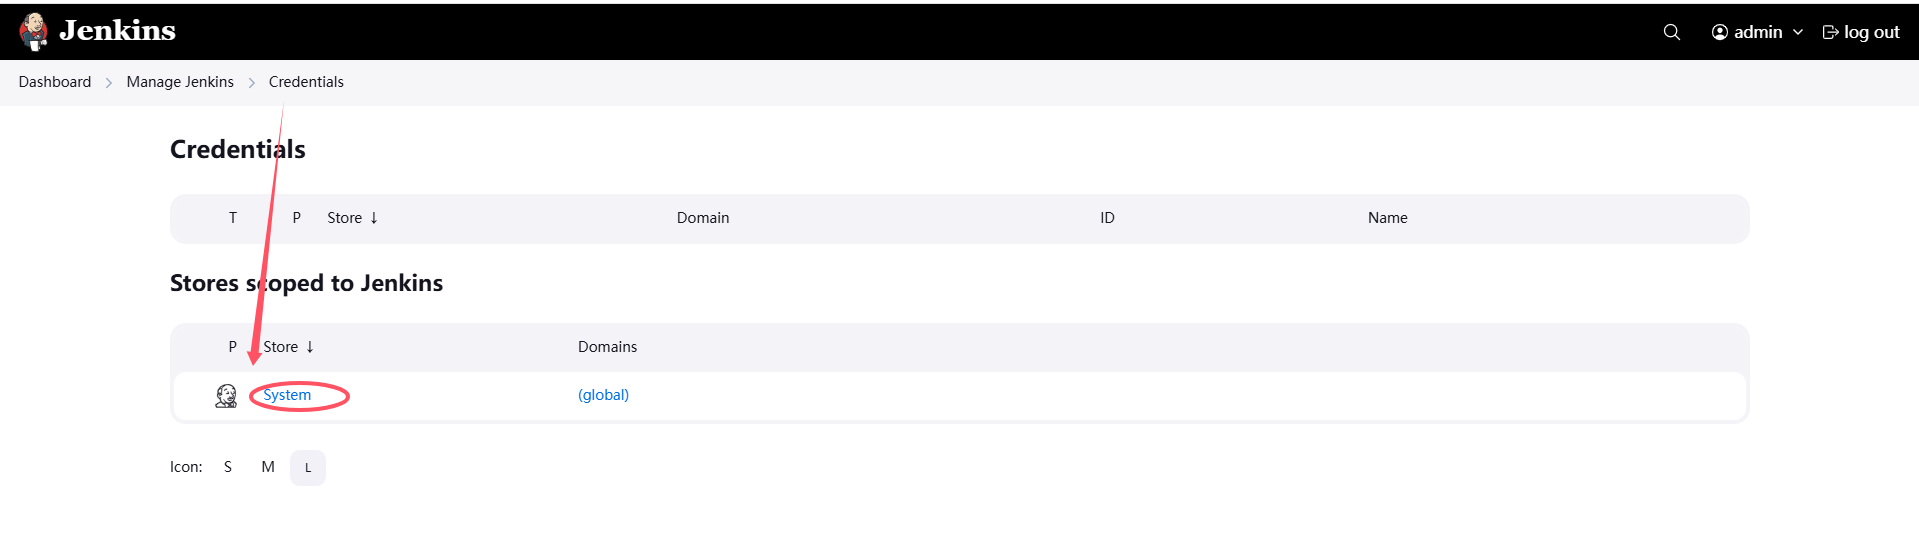 Jenkins
admin
log out
Dashboard
Manage Jenkins
Credentials
Credentials
T P Store ↓ Domain ID Name
Stores scoped to Jenkins
P Store ↓ Domains
System (global)
Icon: S M L